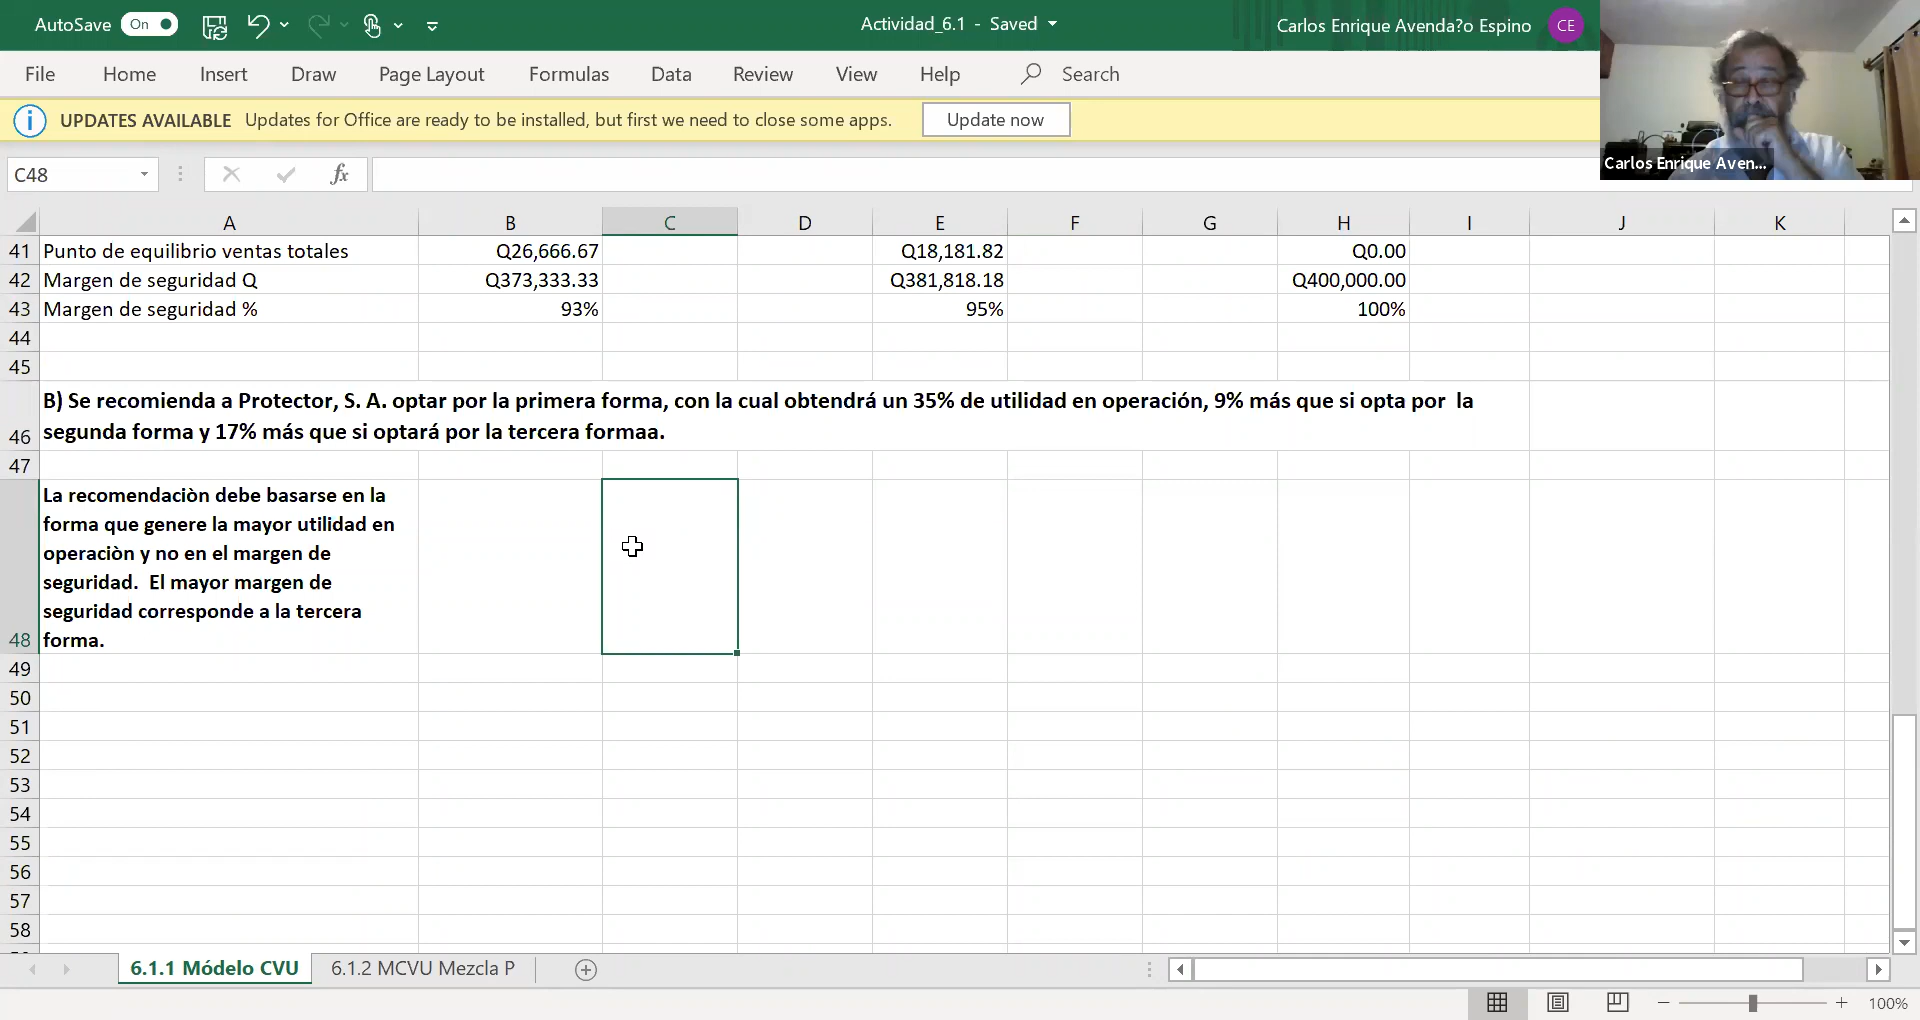 AutoSave On Actividad_6.1 - Saved Carlos Enrique Avenda?o Espino CE
File Home Insert Draw Page Layout Formulas Data Review View Help Search
UPDATES AVAILABLE Updates for Office are ready to be installed, but first we need to close some apps. Update now
Carlos Enrique Aven...
C48 fx
A B C D E F G H I J K
41 Punto de equilibrio ventas totales Q26,666.67 Q18,181.82 Q0.00
42 Margen de seguridad Q Q373,333.33 Q381,818.18 Q400,000.00
43 Margen de seguridad % 93% 95% 100%
44
45
B) Se recomienda a Protector, S. A. optar por la primera forma, con la cual obtendrá un 35% de utilidad en operación, 9% más que si opta por la
46 segunda forma y 17% más que si optará por la tercera formaa.
47
La recomendaciòn debe basarse en la
forma que genere la mayor utilidad en
operaciòn y no en el margen de
seguridad. El mayor margen de
seguridad corresponde a la tercera
48 forma.
49
50
51
52
53
54
55
56
57
58
6.1.1 Módelo CVU 6.1.2 MCVU Mezcla P
100%